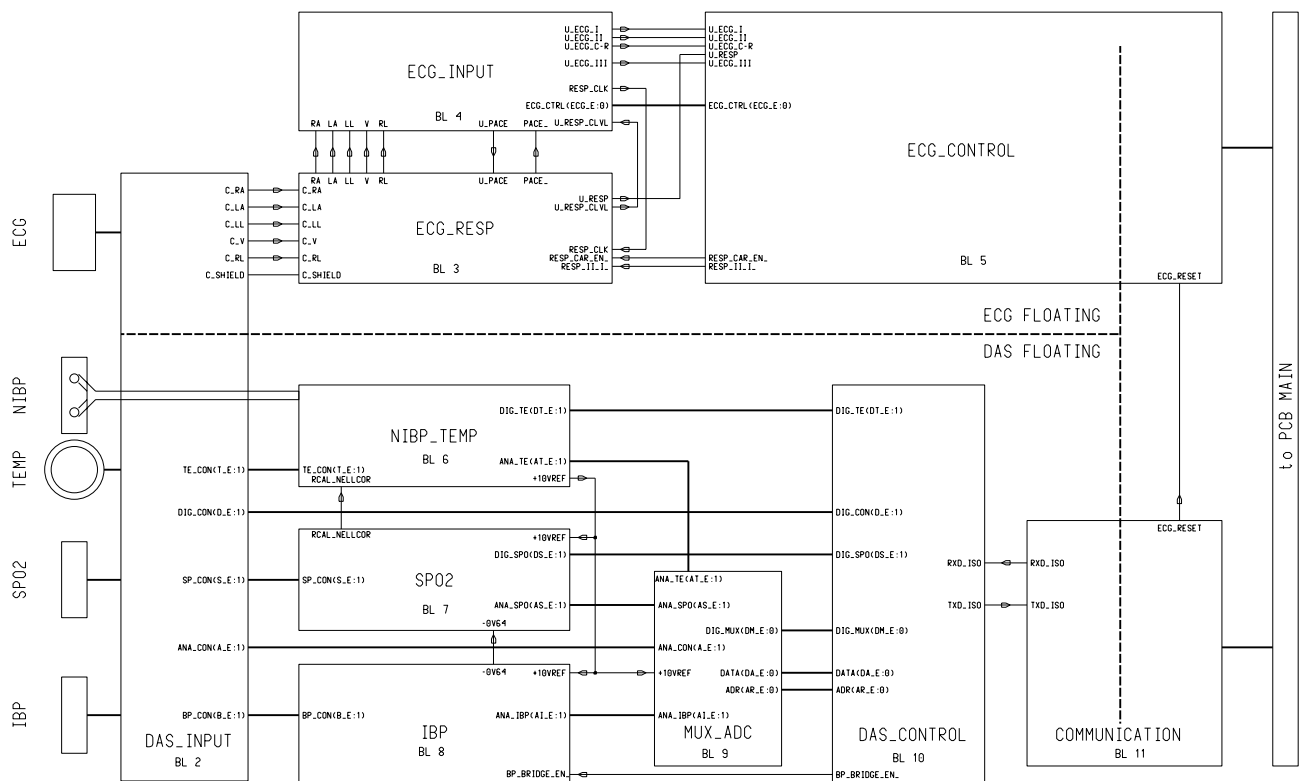 U_ECG_I
U_ECG_II
U_ECG_C-R
U_ECG_III
RESP_CLK
ECG_CTRL(ECG_E:0)
U_RESP_CLVL
ECG_INPUT
BL 4
RA LA LL V RL U_PACE PACE_
U_ECG_I
U_ECG_II
U_ECG_C-R
U_RESP
U_ECG_III
ECG_CTRL(ECG_E:0)
ECG_CONTROL
BL 5
RESP_CAR_EN_
RESP_II_I_
ECG_RESET
RA LA LL V RL U_PACE PACE_
C_RA
C_LA
C_LL
C_V
C_RL
C_SHIELD
ECG_RESP
BL 3
U_RESP
U_RESP_CLVL
RESP_CLK
RESP_CAR_EN_
RESP_II_I_
ECG
C_RA
C_LA
C_LL
C_V
C_RL
C_SHIELD
ECG FLOATING
DAS FLOATING
to PCB MAIN
NIBP
TEMP
SPO2
IBP
TE_CON(T_E:1)
DIG_CON(D_E:1)
SP_CON(S_E:1)
ANA_CON(A_E:1)
BP_CON(B_E:1)
DAS_INPUT
BL 2
DIG_TE(DT_E:1)
NIBP_TEMP
BL 6
ANA_TE(AT_E:1)
TE_CON(T_E:1)
RCAL_NELLCOR
+10VREF
RCAL_NELLCOR
+10VREF
DIG_SPO(DS_E:1)
SP_CON(S_E:1)
SPO2
BL 7
ANA_SPO(AS_E:1)
-0V64
-0V64
+10VREF
BP_CON(B_E:1)
ANA_IBP(AI_E:1)
IBP
BL 8
BP_BRIDGE_EN_
ANA_TE(AT_E:1)
ANA_SPO(AS_E:1)
DIG_MUX(DM_E:0)
ANA_CON(A_E:1)
+10VREF
DATA(DA_E:0)
ADR(AR_E:0)
ANA_IBP(AI_E:1)
MUX_ADC
BL 9
DIG_TE(DT_E:1)
DIG_CON(D_E:1)
DIG_SPO(DS_E:1)
RXD_ISO
TXD_ISO
DIG_MUX(DM_E:0)
DATA(DA_E:0)
ADR(AR_E:0)
DAS_CONTROL
BL 10
BP_BRIDGE_EN_
ECG_RESET
RXD_ISO
TXD_ISO
COMMUNICATION
BL 11